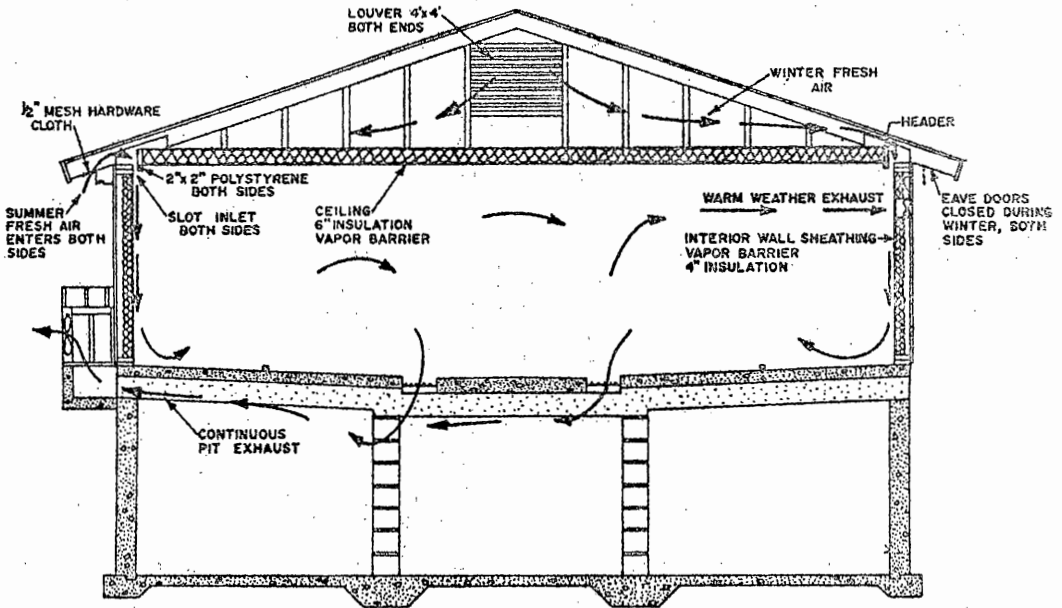 LOUVER 4'x4'
BOTH ENDS
WINTER FRESH
AIR
1/2" MESH HARDWARE
CLOTH
HEADER
2"x2" POLYSTYRENE
BOTH SIDES
SLOT INLET
BOTH SIDES
SUMMER
FRESH AIR
ENTERS BOTH
SIDES
CEILING
6" INSULATION
VAPOR BARRIER
WARM WEATHER EXHAUST
INTERIOR WALL SHEATHING
VAPOR BARRIER
4" INSULATION
EAVE DOORS
CLOSED DURING
WINTER, BOTH
SIDES
CONTINUOUS
PIT EXHAUST